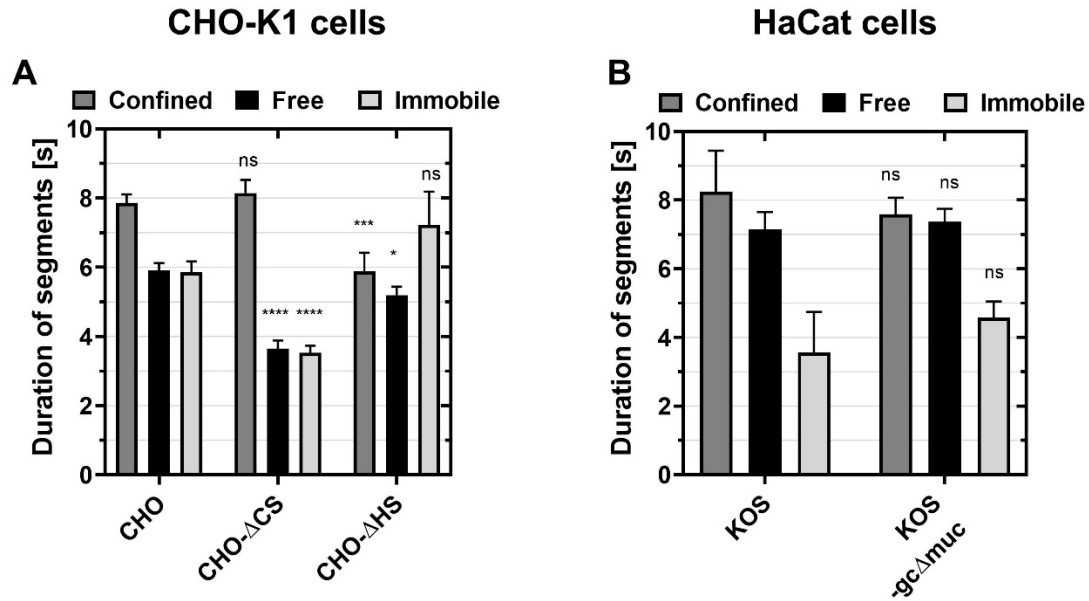 CHO-K1 cells
HaCat cells
A
Confined Free Immobile
Duration of segments [s]
10
8
6
4
2
0
ns
**** ****
***
*
ns
CHO
CHO-ΔCS
CHO-ΔHS
B
Confined Free Immobile
Duration of segments [s]
10
8
6
4
2
0
ns
ns
ns
KOS
KOS
-gcΔmuc